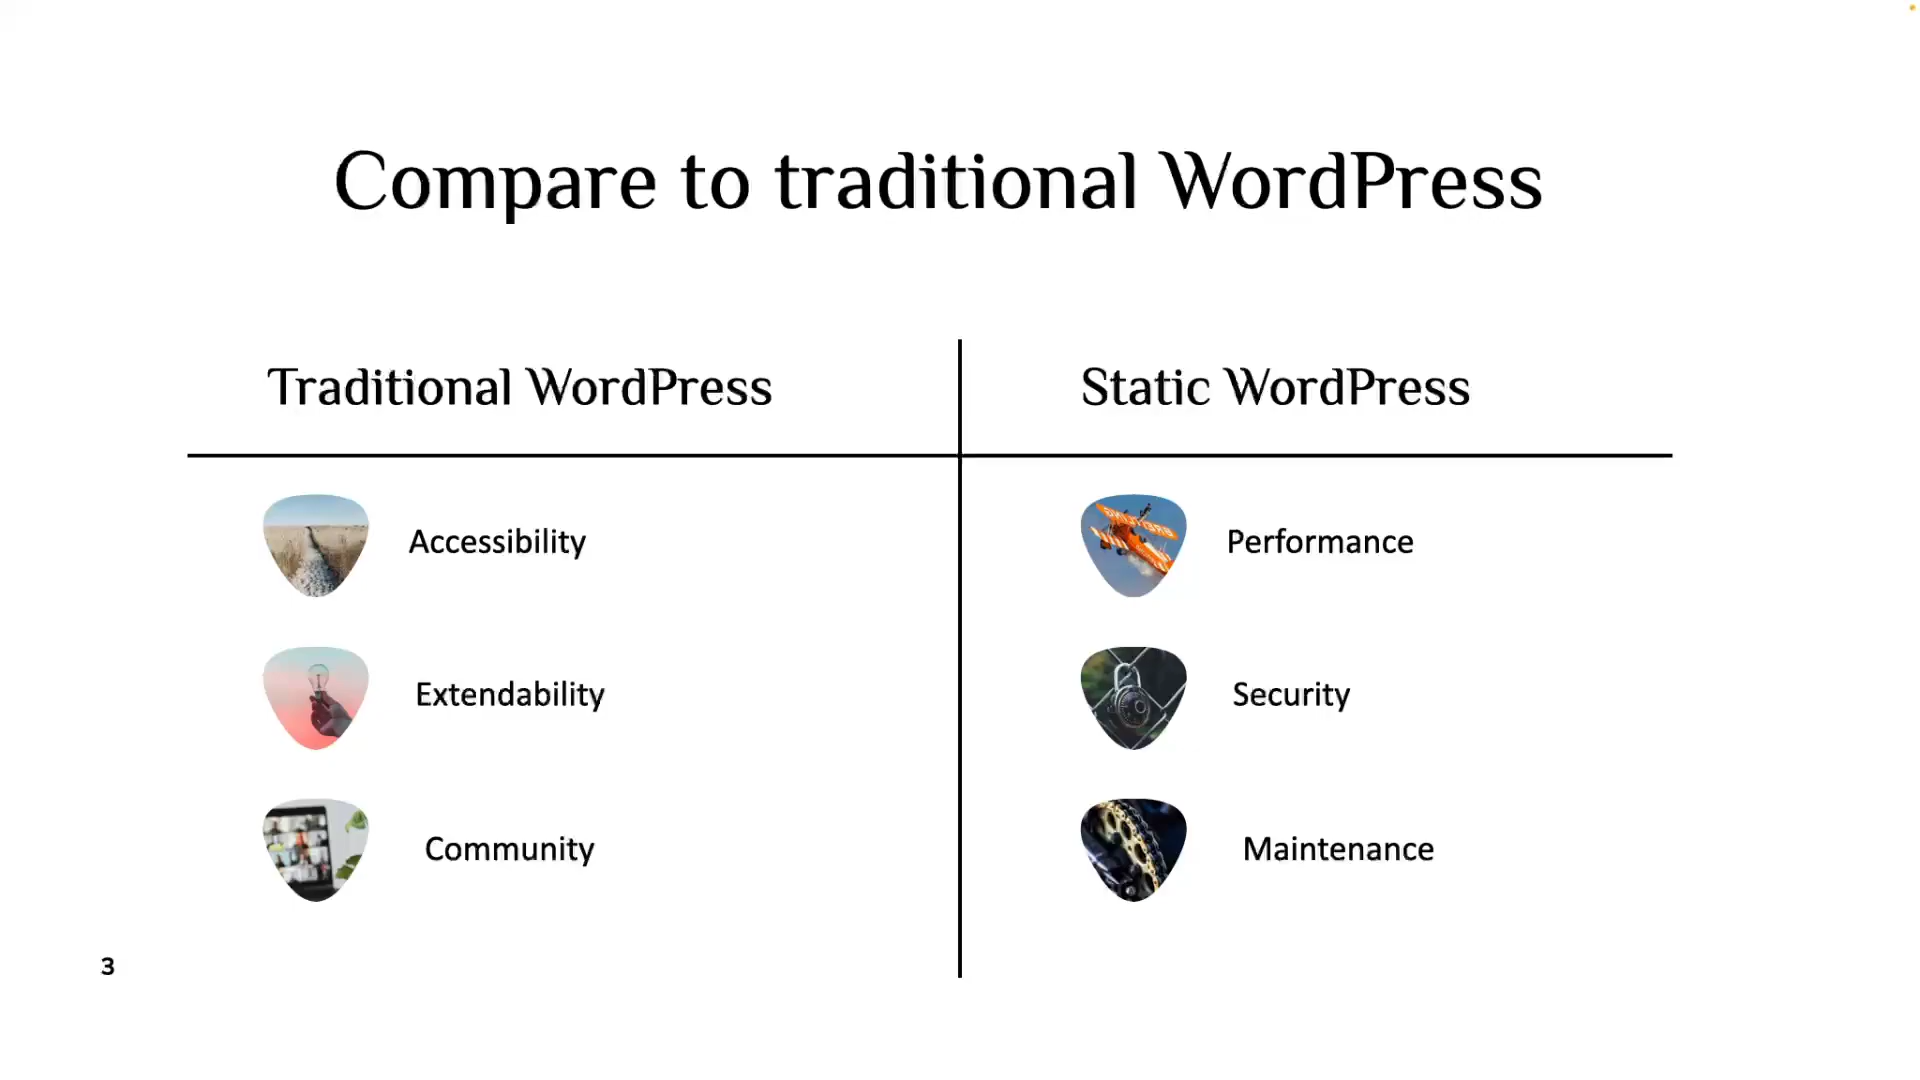 Compare to traditional WordPress
Traditional WordPress
Static WordPress
Accessibility
Performance
Extendability
Security
Community
Maintenance
3